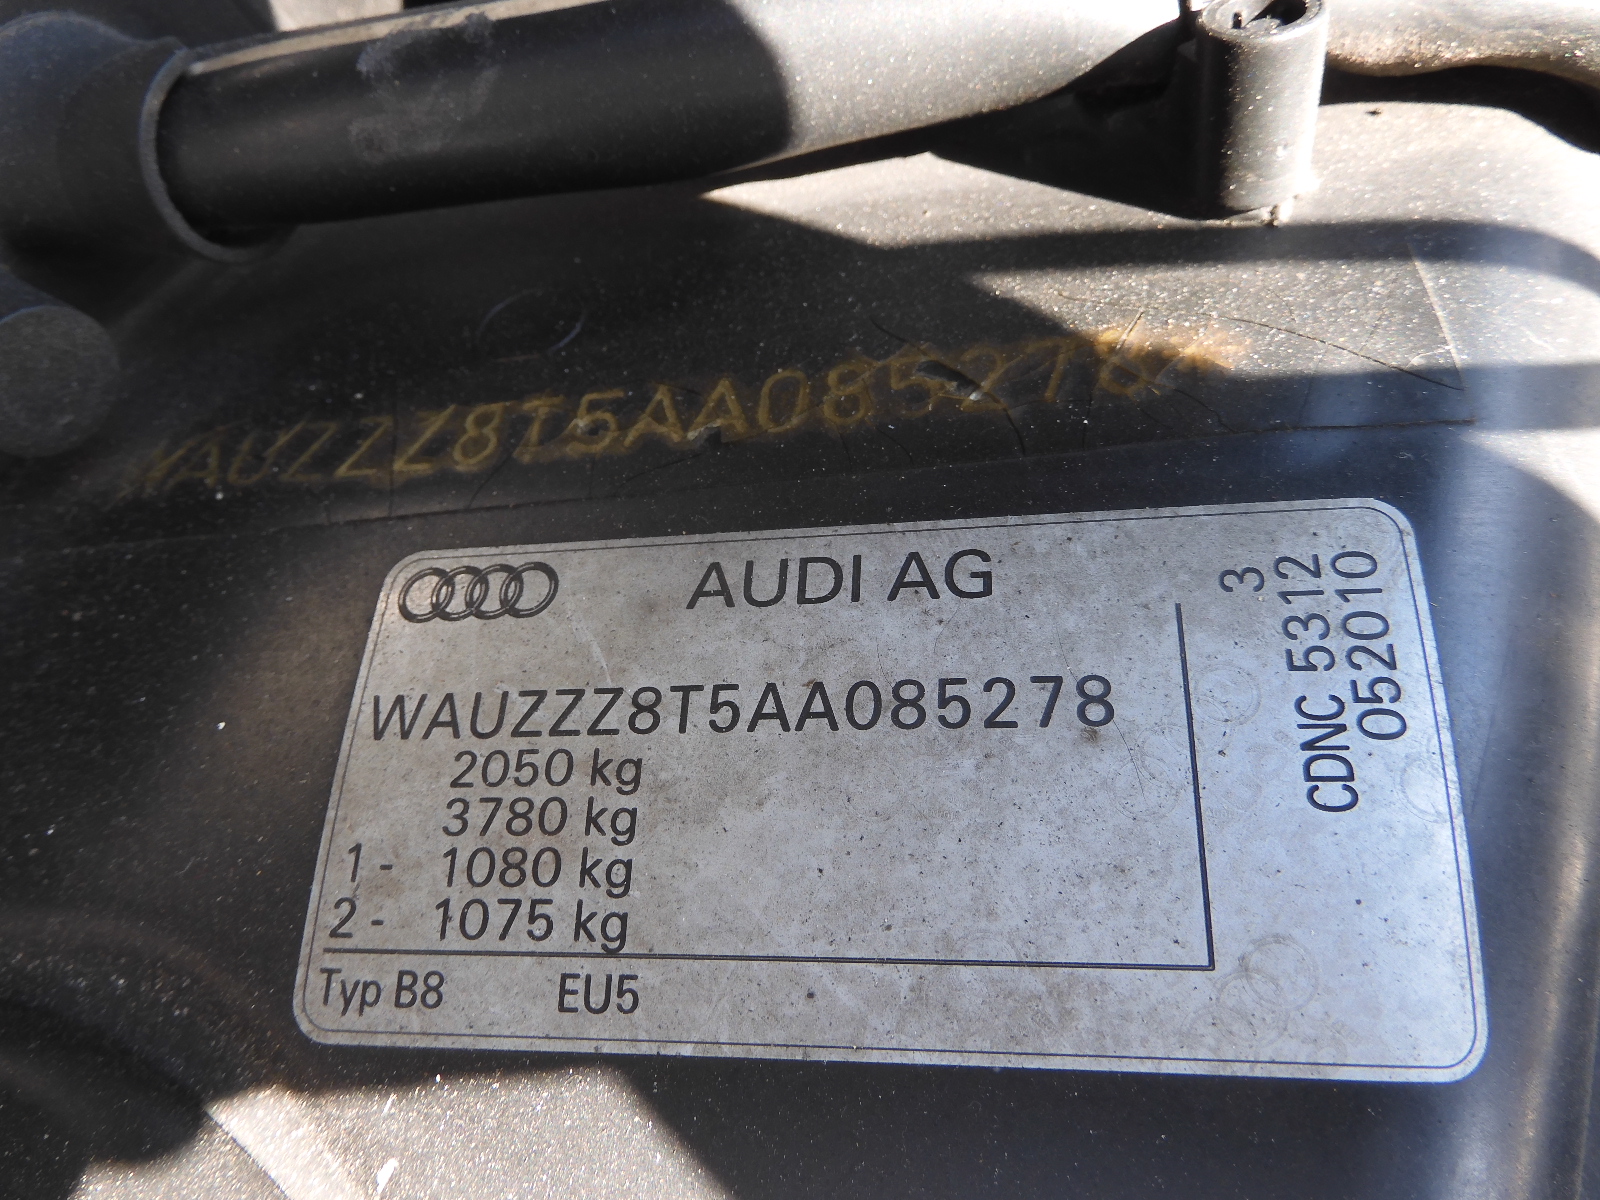 WAUZZZ8T5AA085278*
AUDI AG
WAUZZZ8T5AA085278
2050 kg
3780 kg
1- 1080 kg
2- 1075 kg
Typ B8 EU5
3
CDNC 5312
052010